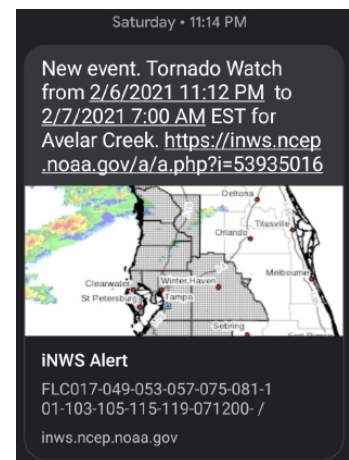 Saturday • 11:14 PM
New event. Tornado Watch
from 2/6/2021 11:12 PM to
2/7/2021 7:00 AM EST for
Avelar Creek. https://inws.ncep
.noaa.gov/a/a.php?i=53935016
Deltona
Orlando
Titusville
Clearwater
Winter Haven
Melbourne
St Petersburg
Tampa
Sebring
iNWS Alert
FLC017-049-053-057-075-081-1
01-103-105-115-119-071200- /
inws.ncep.noaa.gov